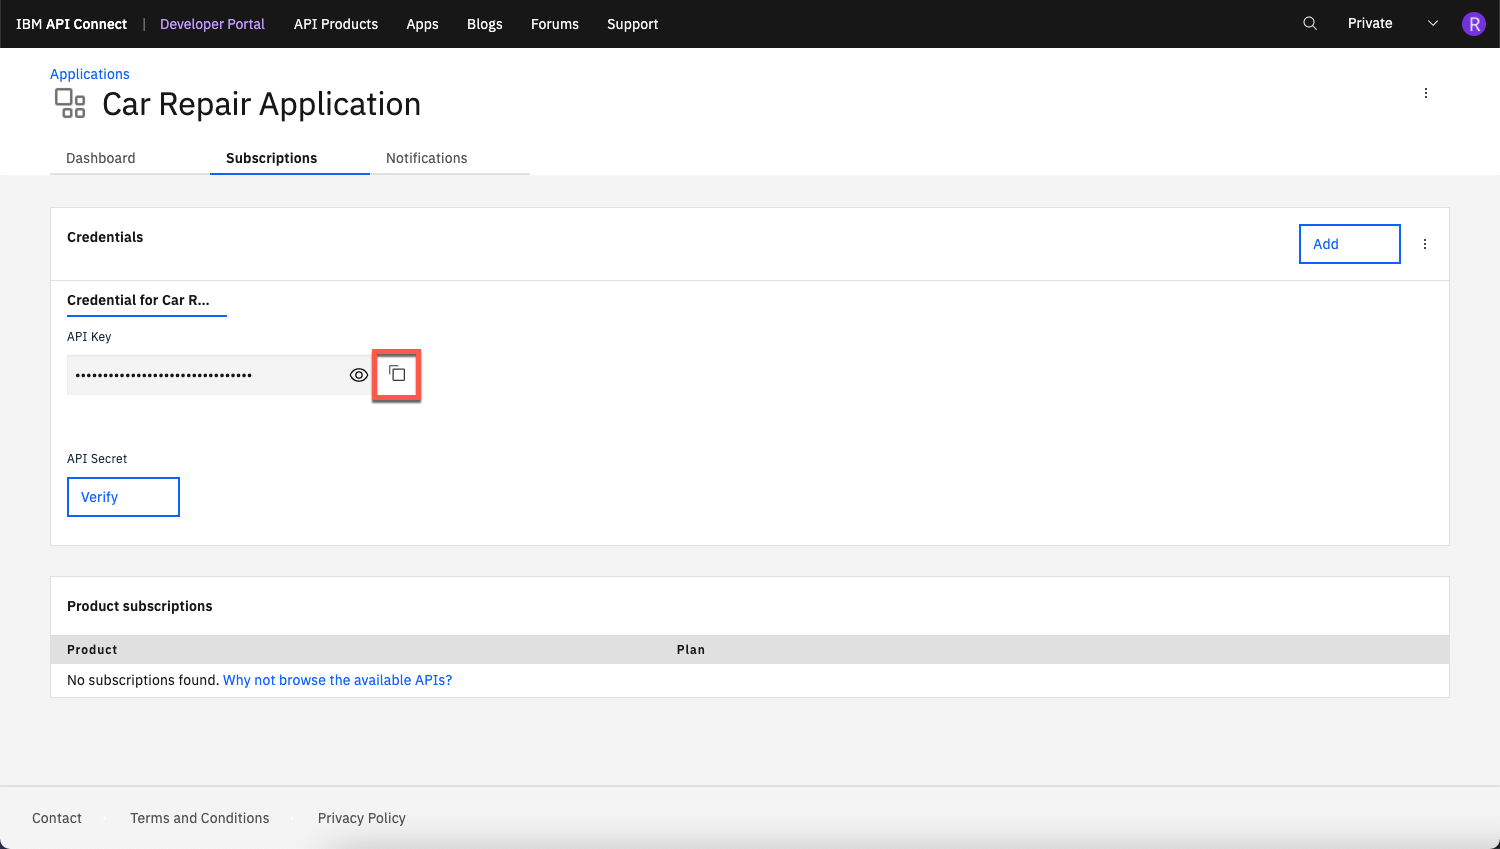 IBM API Connect | Developer Portal API Products Apps Blogs Forums Support Private R
Applications
Car Repair Application
Dashboard Subscriptions Notifications
Credentials
Add
Credential for Car R...
API Key
••••••••••••••••••••••••••••••••
API Secret
Verify
Product subscriptions
Product Plan
No subscriptions found. Why not browse the available APIs?
Contact Terms and Conditions Privacy Policy